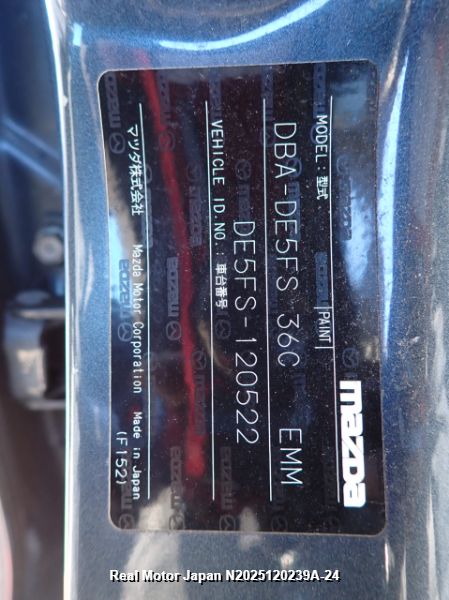 mazda
MODEL:型式 PAINT
DBA-DE5FS 36C EMM
VEHICLE ID.NO.:車台番号
DE5FS-120522
マツダ株式会社 Mazda Motor Corporation Made in Japan
(F152)
Real Motor Japan N2025120239A-24